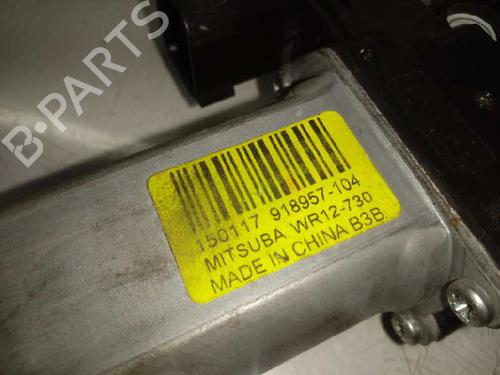 B-PARTS
150117 918957-104
MITSUBA WR12-730
MADE IN CHINA B3B